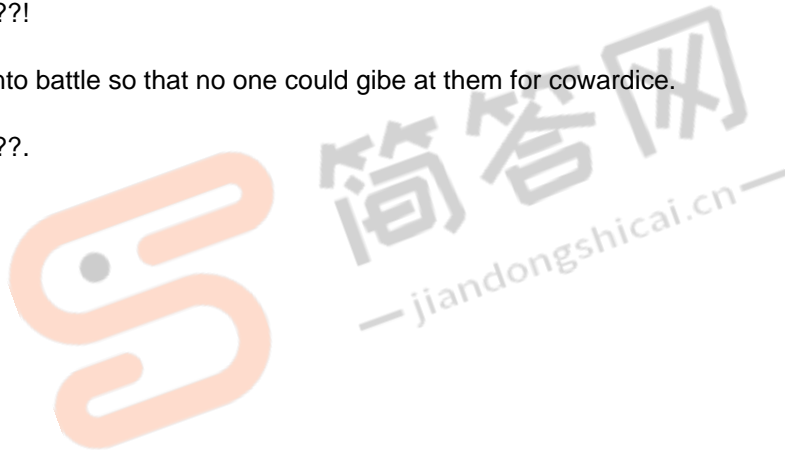 ??!
nto battle so that no one could gibe at them for cowardice.
??.
简答网
jiandongshicai.cn